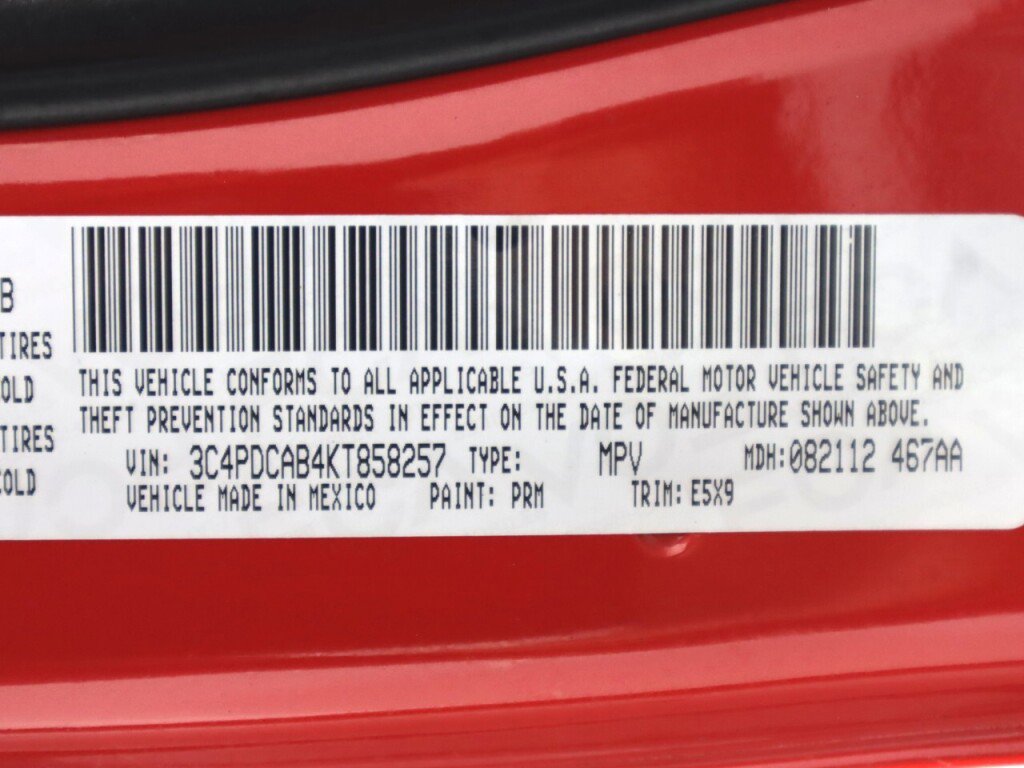 B
TIRES
COLD
TIRES
COLD
THIS VEHICLE CONFORMS TO ALL APPLICABLE U.S.A. FEDERAL MOTOR VEHICLE SAFETY AND
THEFT PREVENTION STANDARDS IN EFFECT ON THE DATE OF MANUFACTURE SHOWN ABOVE.
VIN: 3C4PDCAB4KT858257 TYPE: MPV MDH:082112 467AA
VEHICLE MADE IN MEXICO PAINT: PRM TRIM:E5X9